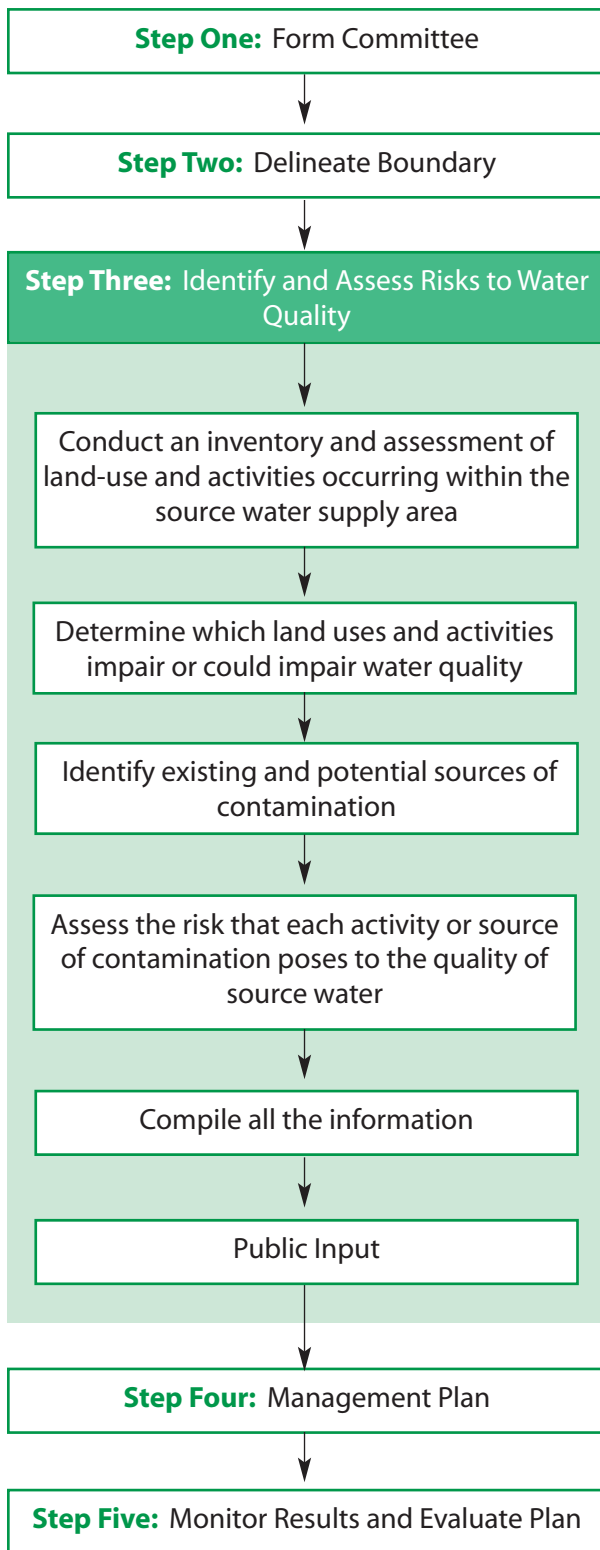 Step One: Form Committee
Step Two: Delineate Boundary
Step Three: Identify and Assess Risks to Water
Quality
Conduct an inventory and assessment of
land-use and activities occurring within the
source water supply area
Determine which land uses and activities
impair or could impair water quality
Identify existing and potential sources of
contamination
Assess the risk that each activity or source
of contamination poses to the quality of
source water
Compile all the information
Public Input
Step Four: Management Plan
Step Five: Monitor Results and Evaluate Plan